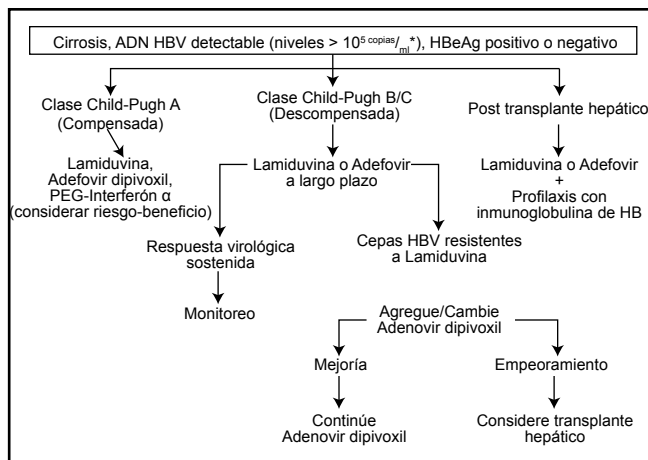 Cirrosis, ADN HBV detectable (niveles > 10⁵ copias/ml*), HBeAg positivo o negativo
Clase Child-Pugh A
(Compensada)
Clase Child-Pugh B/C
(Descompensada)
Post transplante hepático
Lamiduvina,
Adefovir dipivoxil,
PEG-Interferón α
(considerar riesgo-beneficio)
Lamiduvina o Adefovir
a largo plazo
Lamiduvina o Adefovir
+
Profilaxis con
inmunoglobulina de HB
Respuesta virológica
sostenida
Cepas HBV resistentes
a Lamiduvina
Monitoreo
Agregue/Cambie
Adenovir dipivoxil
Mejoría
Empeoramiento
Continúe
Adenovir dipivoxil
Considere transplante
hepático